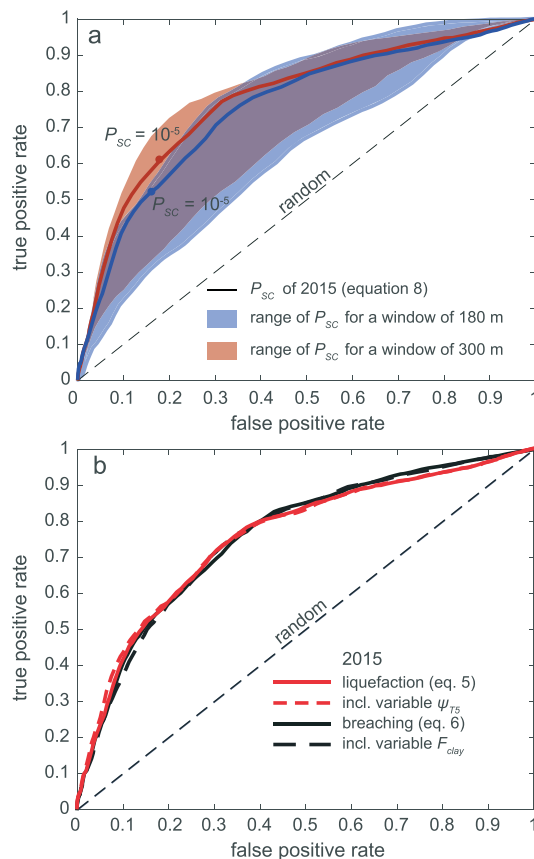 a
1
0.9
0.8
0.7
0.6
0.5
0.4
0.3
0.2
0.1
0
true positive rate
P_SC = 10^-5
P_SC = 10^-5
random
P_SC of 2015 (equation 8)
range of P_SC for a window of 180 m
range of P_SC for a window of 300 m
0 0.1 0.2 0.3 0.4 0.5 0.6 0.7 0.8 0.9 1
false positive rate
b
1
0.9
0.8
0.7
0.6
0.5
0.4
0.3
0.2
0.1
0
true positive rate
random
2015
liquefaction (eq. 5)
incl. variable ψ_T5
breaching (eq. 6)
incl. variable F_clay
0 0.1 0.2 0.3 0.4 0.5 0.6 0.7 0.8 0.9 1
false positive rate